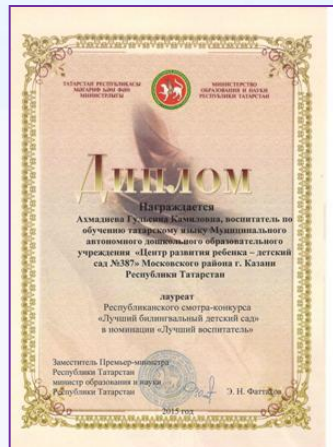 ТАТАРСТАН РЕСПУБЛИКАСЫ
МӘГАРИФ ҺӘМ ФӘН
МИНИСТРЛЫГЫ
МИНИСТЕРСТВО
ОБРАЗОВАНИЯ И НАУКИ
РЕСПУБЛИКИ ТАТАРСТАН
Диплом
Награждается
Ахмадиева Гульсина Камиловна, воспитатель по
обучению татарскому языку Муниципального
автономного дошкольного образовательного
учреждения «Центр развития ребенка – детский
сад №387» Московского района г. Казани
Республики Татарстан
лауреат
Республиканского смотра-конкурса
«Лучший билингвальный детский сад»
в номинации «Лучший воспитатель»
Заместитель Премьер-министра
Республики Татарстан
министр образования и науки
Республики Татарстан
Э. Н. Фаттахов
2015 год